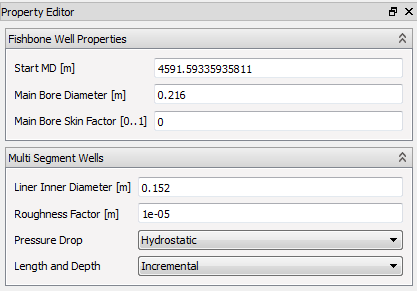 Property Editor
Fishbone Well Properties
Start MD [m] 4591.59335935811
Main Bore Diameter [m] 0.216
Main Bore Skin Factor [0..1] 0
Multi Segment Wells
Liner Inner Diameter [m] 0.152
Roughness Factor [m] 1e-05
Pressure Drop Hydrostatic
Length and Depth Incremental